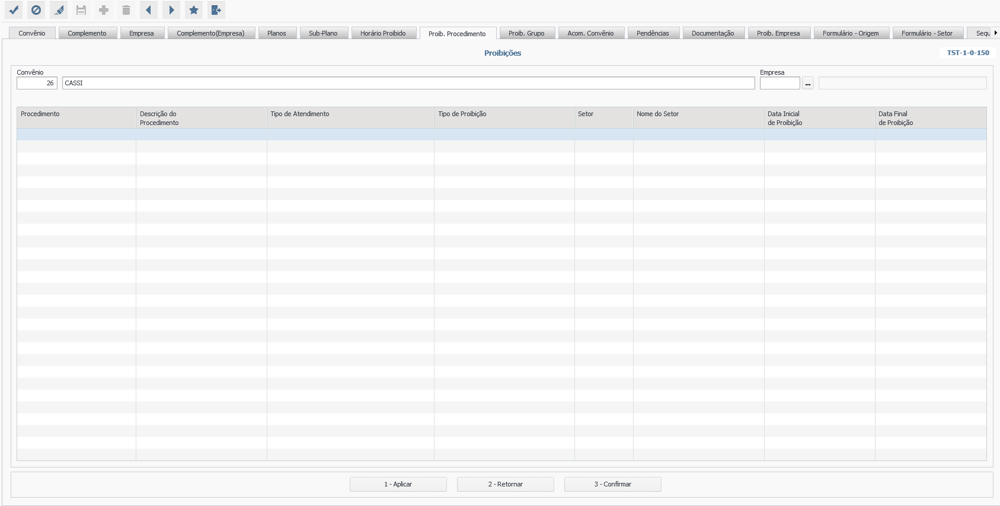 Convênio Complemento Empresa Complemento(Empresa) Planos Sub-Plano Horário Proibido Proib. Procedimento Proib. Grupo Acom. Convênio Pendências Documentação Proib. Empresa Formulário - Origem Formulário - Setor Sequ
Proibições TST-1-0-150
Convênio Empresa
26 CASSI ...
Procedimento Descrição do Tipo de Atendimento Tipo de Proibição Setor Nome do Setor Data Inicial Data Final
Procedimento de Proibição de Proibição
1 - Aplicar 2 - Retornar 3 - Confirmar